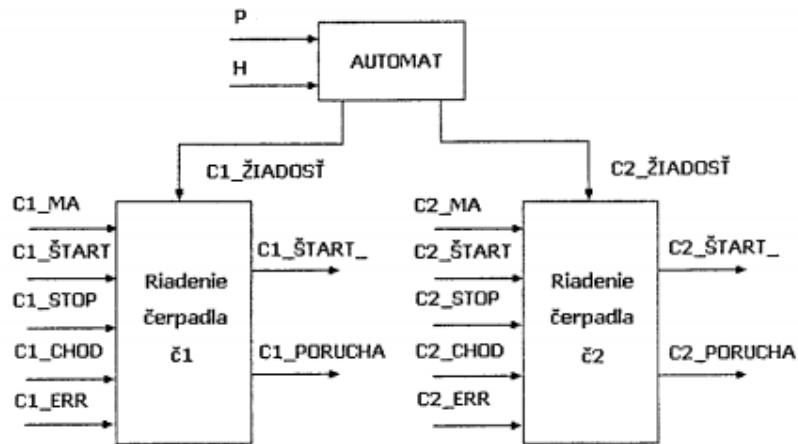 P
H
AUTOMAT
C1_ŽIADOSŤ
C2_ŽIADOSŤ
C1_MA
C1_ŠTART
C1_STOP
C1_CHOD
C1_ERR
Riadenie
čerpadla
č1
C1_ŠTART_
C1_PORUCHA
C2_MA
C2_ŠTART
C2_STOP
C2_CHOD
C2_ERR
Riadenie
čerpadla
č2
C2_ŠTART_
C2_PORUCHA